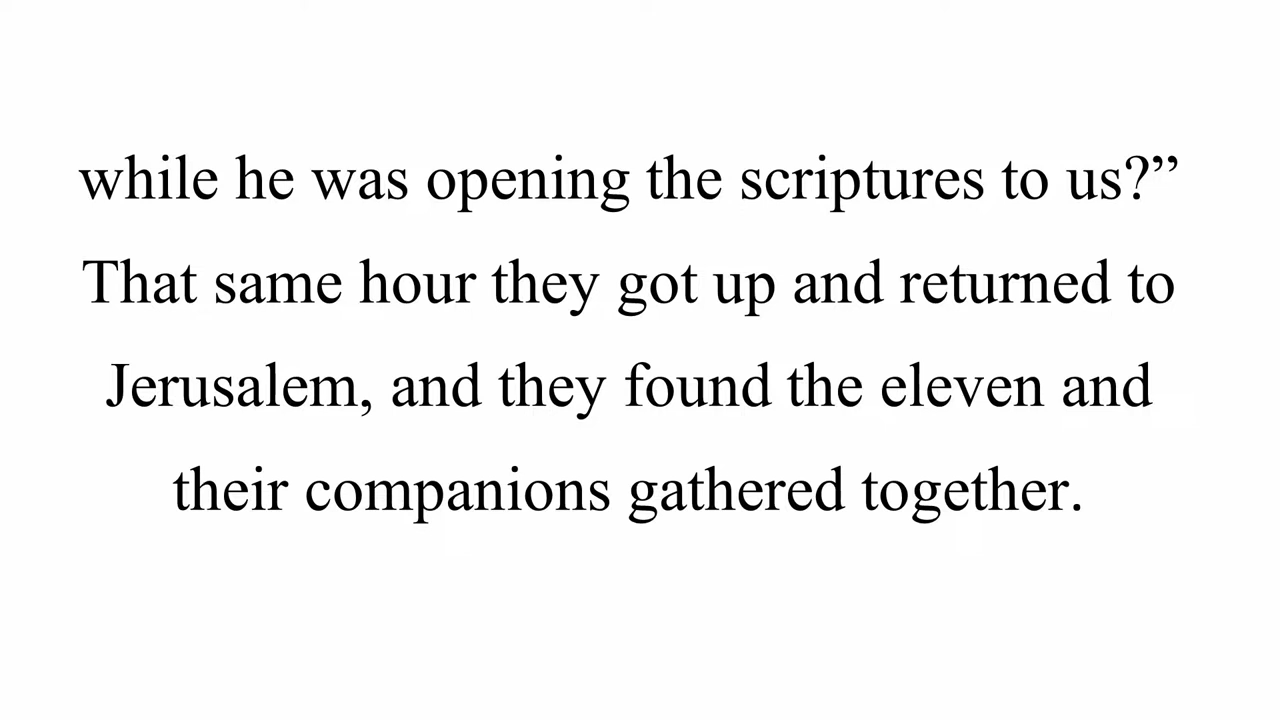 while he was opening the scriptures to us?”
That same hour they got up and returned to
Jerusalem, and they found the eleven and
their companions gathered together.